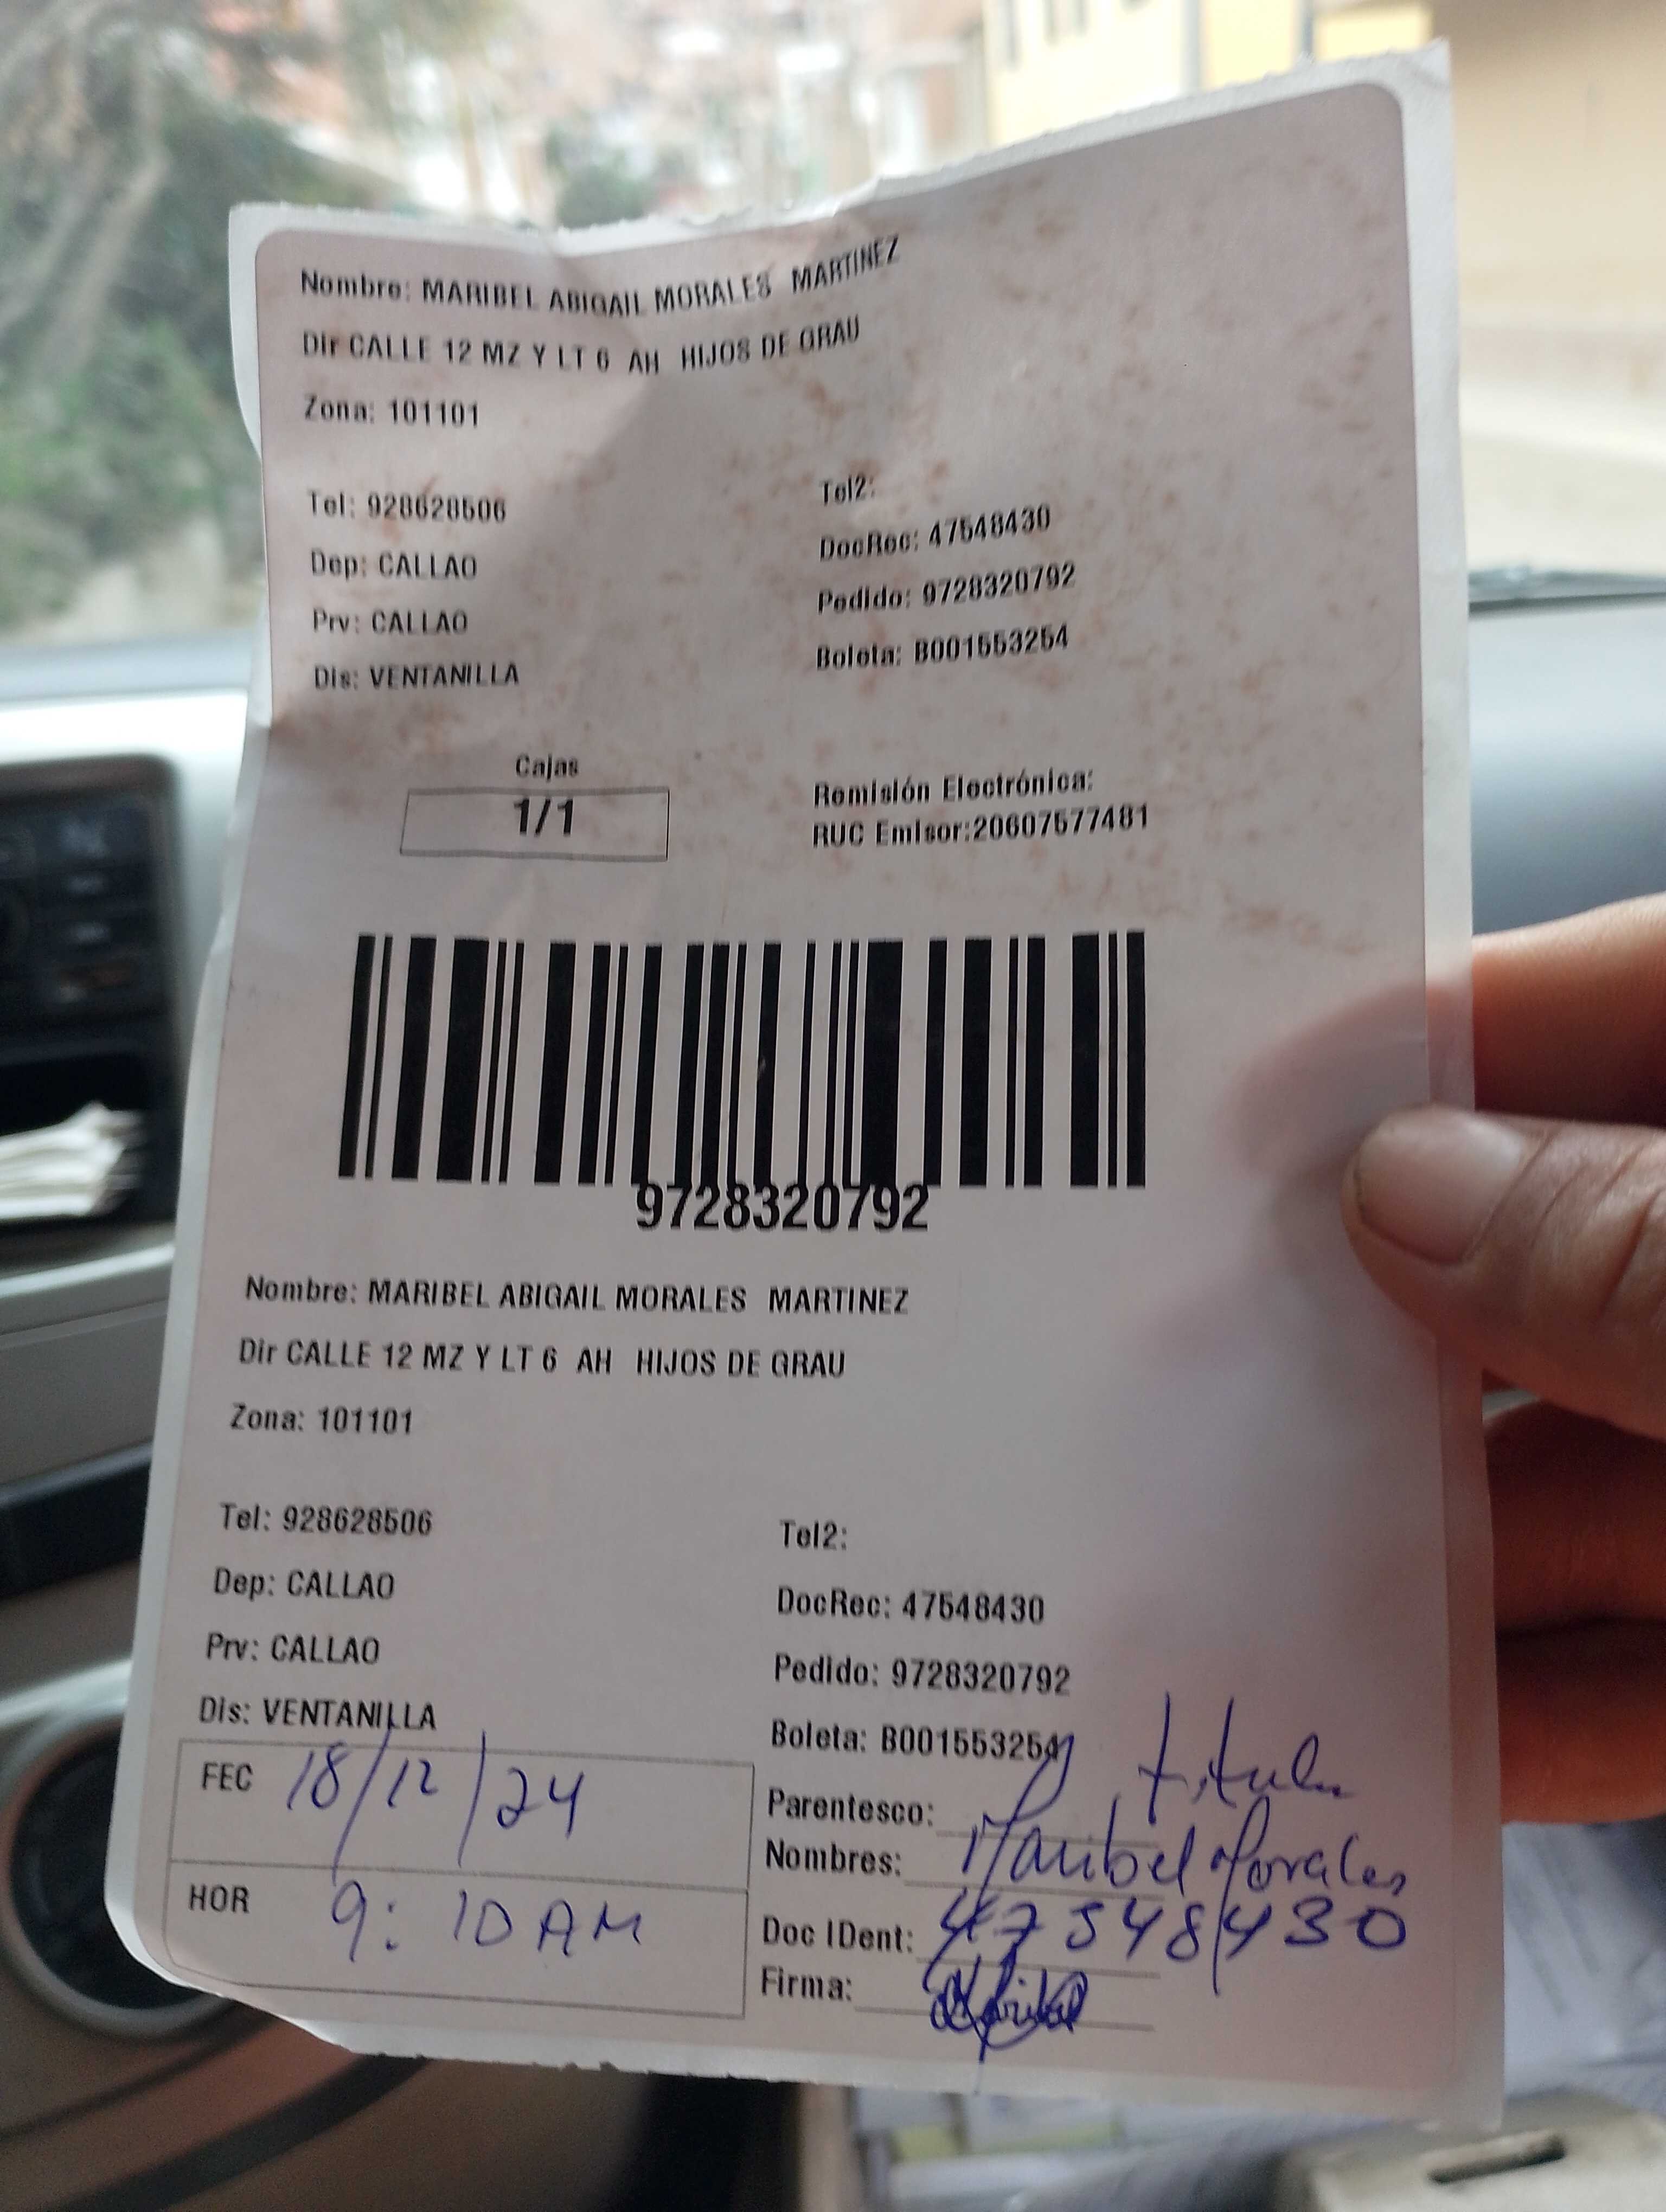 Nombre: MARIBEL ABIGAIL MORALES MARTINEZ
Dir CALLE 12 MZ Y LT 6 AH HIJOS DE GRAU
Zona: 101101
Tel: 928628506 Tel2:
Dep: CALLAO DocRec: 47548430
Prv: CALLAO Pedido: 9728320792
Dis: VENTANILLA Boleta: B001553254
Cajas
1/1
Remisión Electrónica:
RUC Emisor:20607577481
9728320792
Nombre: MARIBEL ABIGAIL MORALES MARTINEZ
Dir CALLE 12 MZ Y LT 6 AH HIJOS DE GRAU
Zona: 101101
Tel: 928628506 Tel2:
Dep: CALLAO DocRec: 47548430
Prv: CALLAO Pedido: 9728320792
Dis: VENTANILLA Boleta: B001553254
FEC 18/12/24
HOR 9:10 AM
Parentesco: titular
Nombres: Maribel Morales
Doc IDent: 47548430
Firma: Maribel